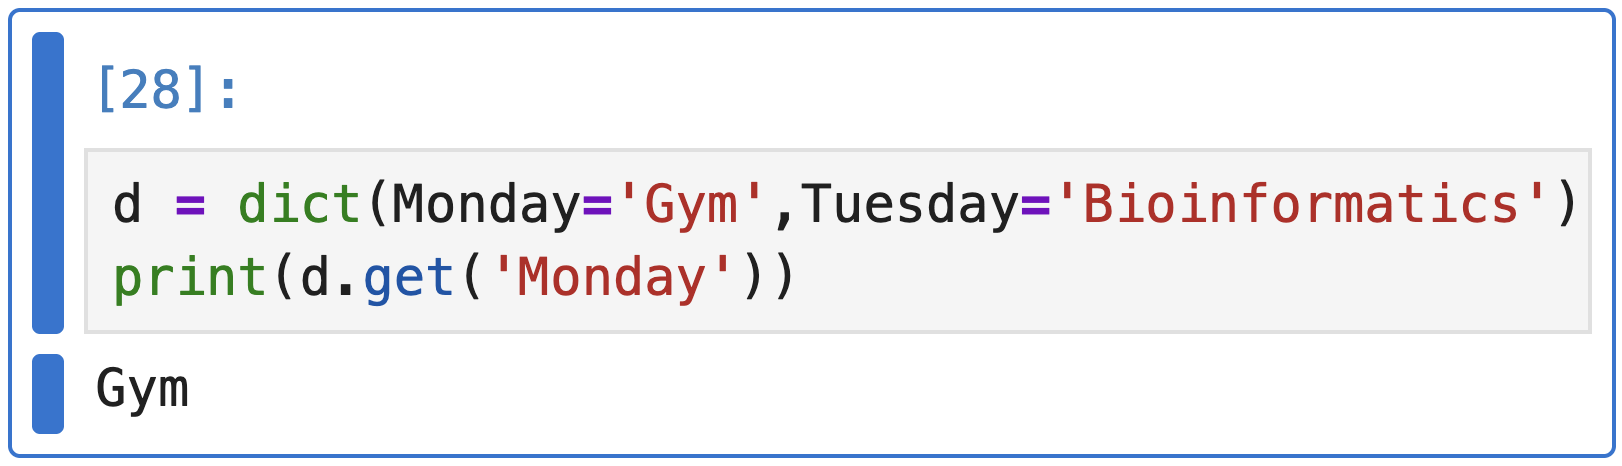 [28]:
d = dict(Monday='Gym',Tuesday='Bioinformatics')
print(d.get('Monday'))
Gym